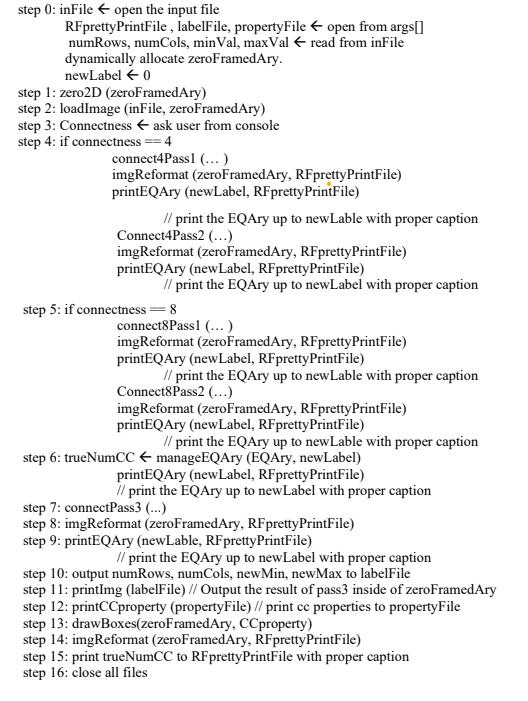 step 0: inFile ← open the input file
RFprettyPrintFile , labelFile, propertyFile ← open from args[]
numRows, numCols, minVal, maxVal ← read from inFile
dynamically allocate zeroFramedAry.
newLabel ← 0
step 1: zero2D (zeroFramedAry)
step 2: loadImage (inFile, zeroFramedAry)
step 3: Connectness ← ask user from console
step 4: if connectness == 4
connect4Pass1 (... )
imgReformat (zeroFramedAry, RFprettyPrintFile)
printEQAry (newLabel, RFprettyPrintFile)
// print the EQAry up to newLable with proper caption
Connect4Pass2 (...)
imgReformat (zeroFramedAry, RFprettyPrintFile)
printEQAry (newLabel, RFprettyPrintFile)
// print the EQAry up to newLabel with proper caption
step 5: if connectness == 8
connect8Pass1 (... )
imgReformat (zeroFramedAry, RFprettyPrintFile)
printEQAry (newLabel, RFprettyPrintFile)
// print the EQAry up to newLable with proper caption
Connect8Pass2 (...)
imgReformat (zeroFramedAry, RFprettyPrintFile)
printEQAry (newLabel, RFprettyPrintFile)
// print the EQAry up to newLable with proper caption
step 6: trueNumCC ← manageEQAry (EQAry, newLabel)
printEQAry (newLabel, RFprettyPrintFile)
// print the EQAry up to newLabel with proper caption
step 7: connectPass3 (...)
step 8: imgReformat (zeroFramedAry, RFprettyPrintFile)
step 9: printEQAry (newLable, RFprettyPrintFile)
// print the EQAry up to newLabel with proper caption
step 10: output numRows, numCols, newMin, newMax to labelFile
step 11: printImg (labelFile) // Output the result of pass3 inside of zeroFramedAry
step 12: printCCproperty (propertyFile) // print cc properties to propertyFile
step 13: drawBoxes(zeroFramedAry, CCproperty)
step 14: imgReformat (zeroFramedAry, RFprettyPrintFile)
step 15: print trueNumCC to RFprettyPrintFile with proper caption
step 16: close all files